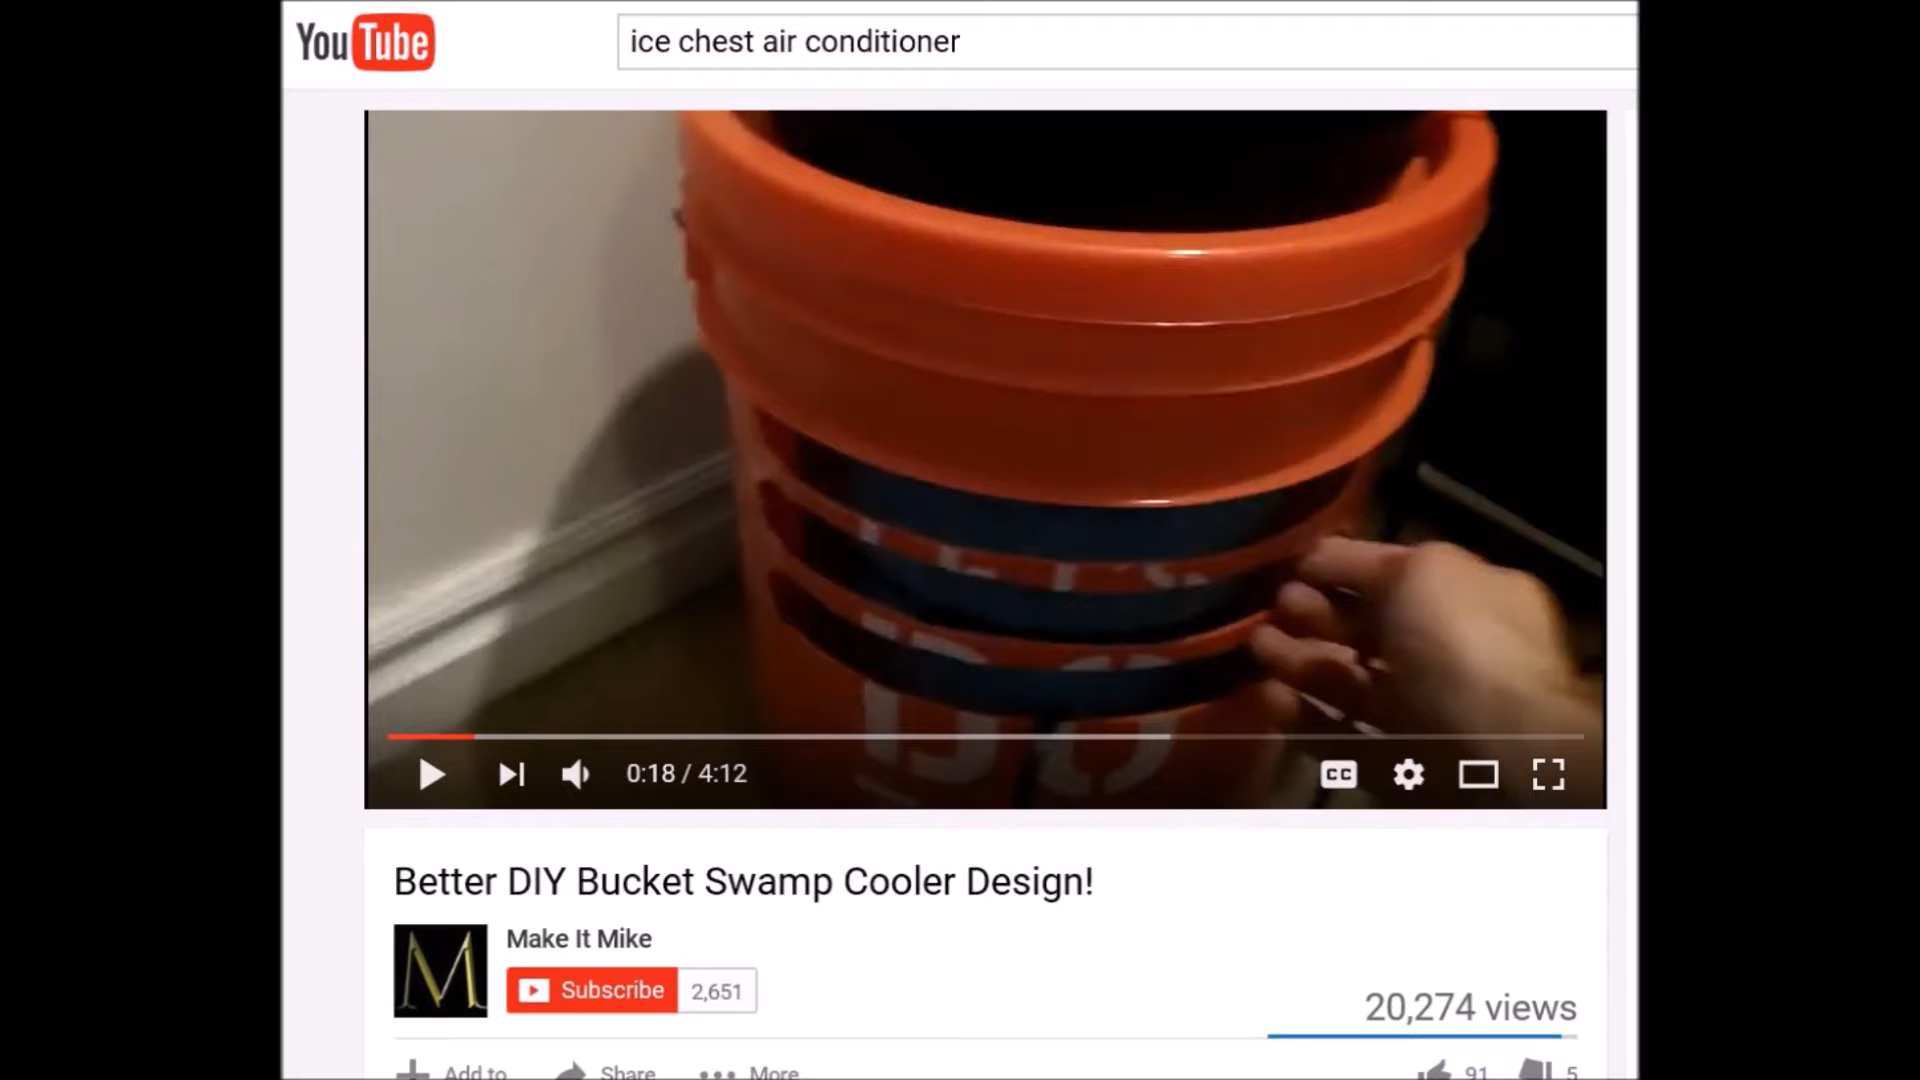 YouTube
ice chest air conditioner
DO
0:18 / 4:12
CC
Better DIY Bucket Swamp Cooler Design!
Make It Mike
M
Subscribe 2,651
20,274 views
Add to Share More 91 5